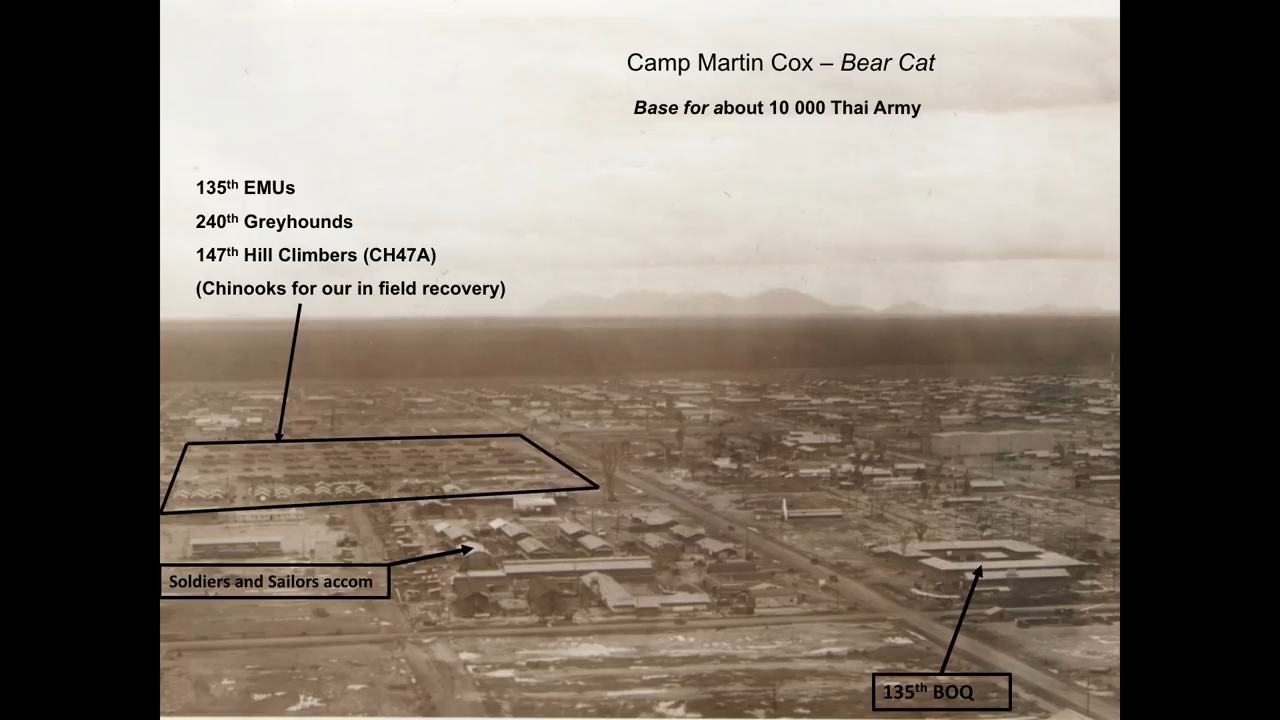 Camp Martin Cox – Bear Cat
Base for about 10 000 Thai Army
135th EMUs
240th Greyhounds
147th Hill Climbers (CH47A)
(Chinooks for our in field recovery)
Soldiers and Sailors accom
135th BOQ